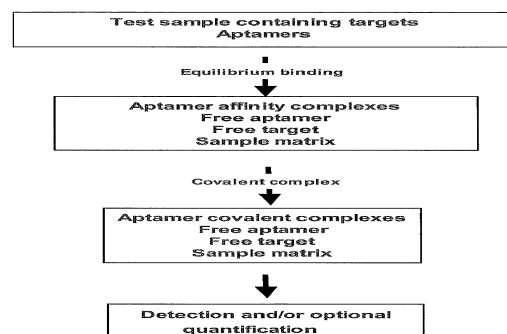 Test sample containing targets
Aptamers
Equilibrium binding
Aptamer affinity complexes
Free aptamer
Free target
Sample matrix
Covalent complex
Aptamer covalent complexes
Free aptamer
Free target
Sample matrix
Detection and/or optional
quantification